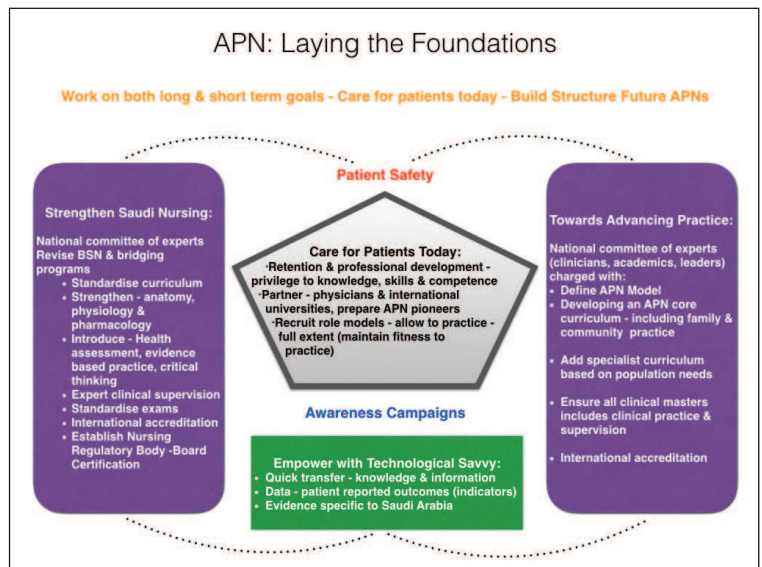 APN: Laying the Foundations
Work on both long & short term goals - Care for patients today - Build Structure Future APNs
Strengthen Saudi Nursing:
National committee of experts
Revise BSN & bridging
programs
• Standardise curriculum
• Strengthen - anatomy,
physiology &
pharmacology
• Introduce - Health
assessment, evidence
based practice, critical
thinking
• Expert clinical supervision
• Standardise exams
• International accreditation
• Establish Nursing
Regulatory Body -Board
Certification
Patient Safety
Care for Patients Today:
·Retention & professional development -
privilege to knowledge, skills & competence
·Partner - physicians & international
universities, prepare APN pioneers
·Recruit role models - allow to practice -
full extent (maintain fitness to
practice)
Awareness Campaigns
Empower with Technological Savvy:
• Quick transfer - knowledge & information
• Data - patient reported outcomes (indicators)
• Evidence specific to Saudi Arabia
Towards Advancing Practice:
National committee of experts
(clinicians, academics, leaders)
charged with:
• Define APN Model
• Developing an APN core
curriculum - including family &
community practice
• Add specialist curriculum
based on population needs
• Ensure all clinical masters
includes clinical practice &
supervision
• International accreditation